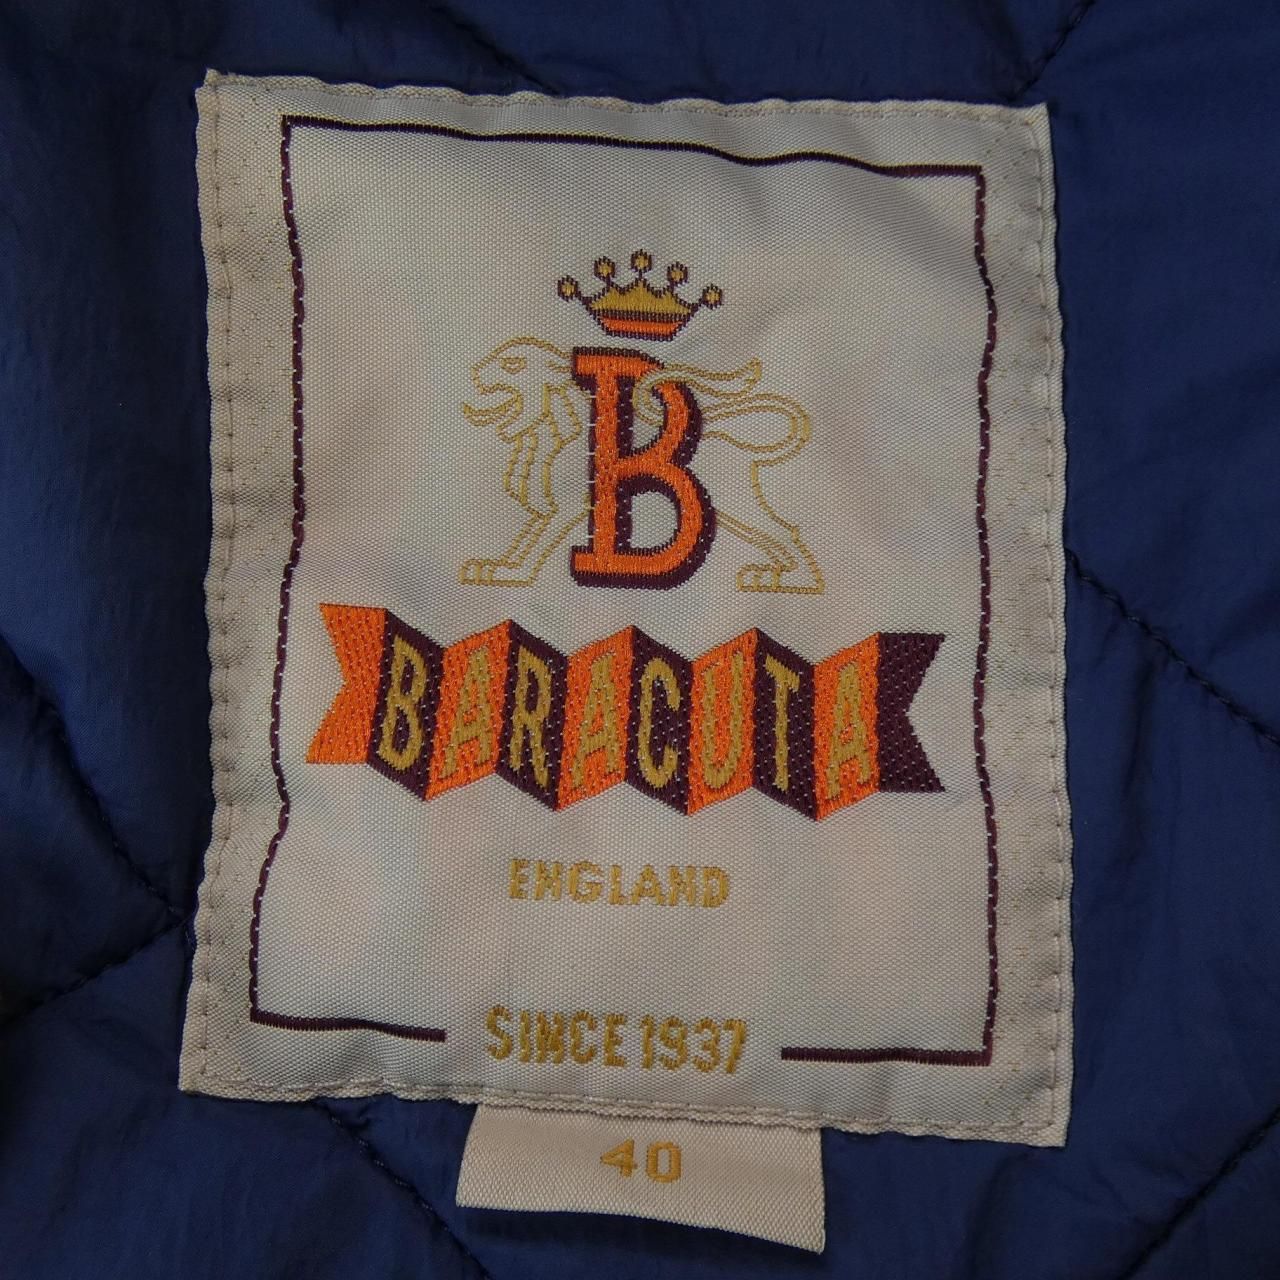 B
BARACUTA
ENGLAND
SINCE 1937
40